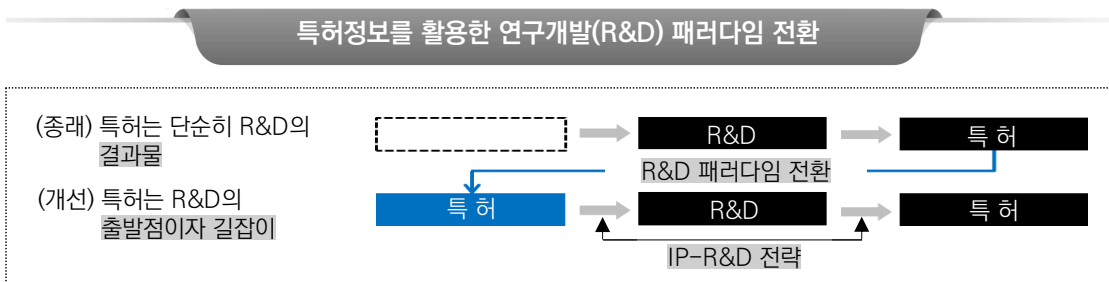 특허정보를 활용한 연구개발(R&D) 패러다임 전환
(종래) 특허는 단순히 R&D의
결과물
R&D
특 허
R&D 패러다임 전환
(개선) 특허는 R&D의
출발점이자 길잡이
특 허
R&D
특 허
IP-R&D 전략